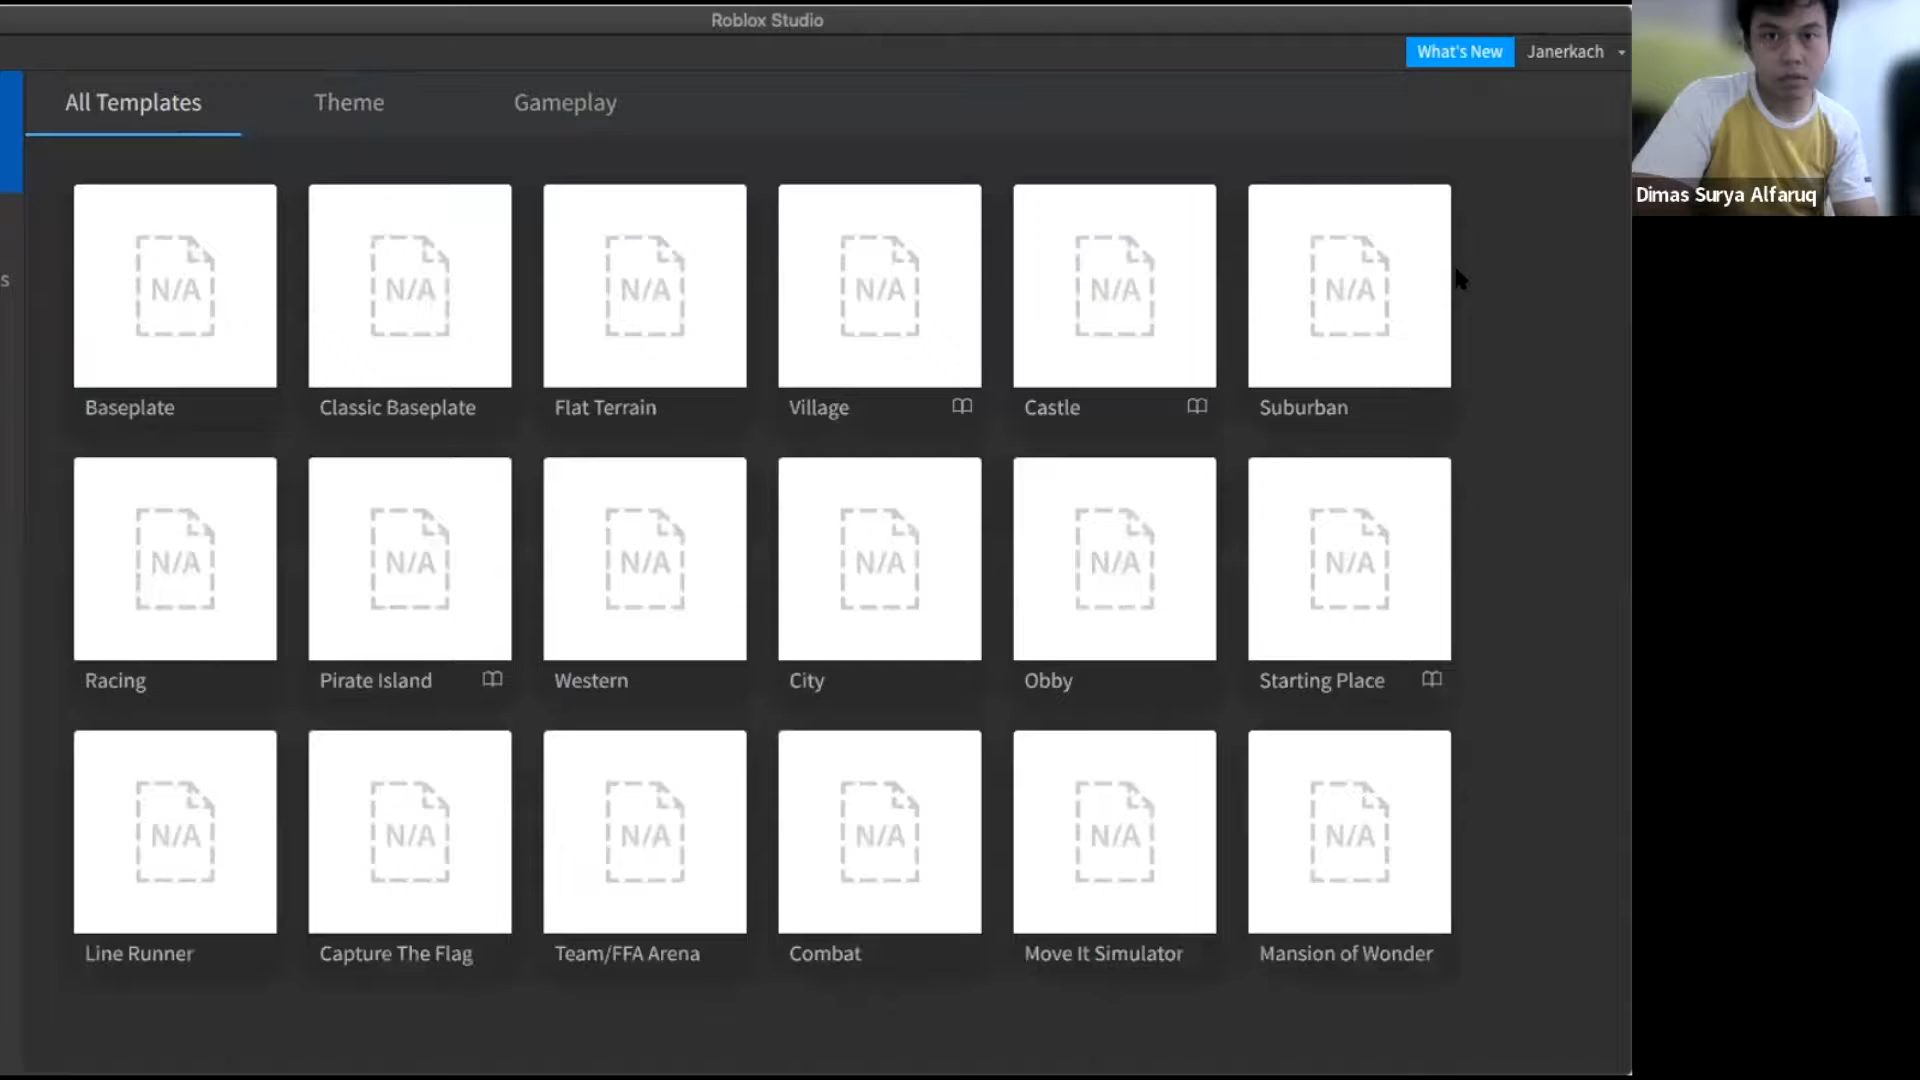 Roblox Studio
What's New Janerkach
All Templates Theme Gameplay
Dimas Surya Alfaruq
N/A N/A N/A N/A N/A N/A
s
Baseplate Classic Baseplate Flat Terrain Village Castle Suburban
N/A N/A N/A N/A N/A N/A
Racing Pirate Island Western City Obby Starting Place
N/A N/A N/A N/A N/A N/A
Line Runner Capture The Flag Team/FFA Arena Combat Move It Simulator Mansion of Wonder